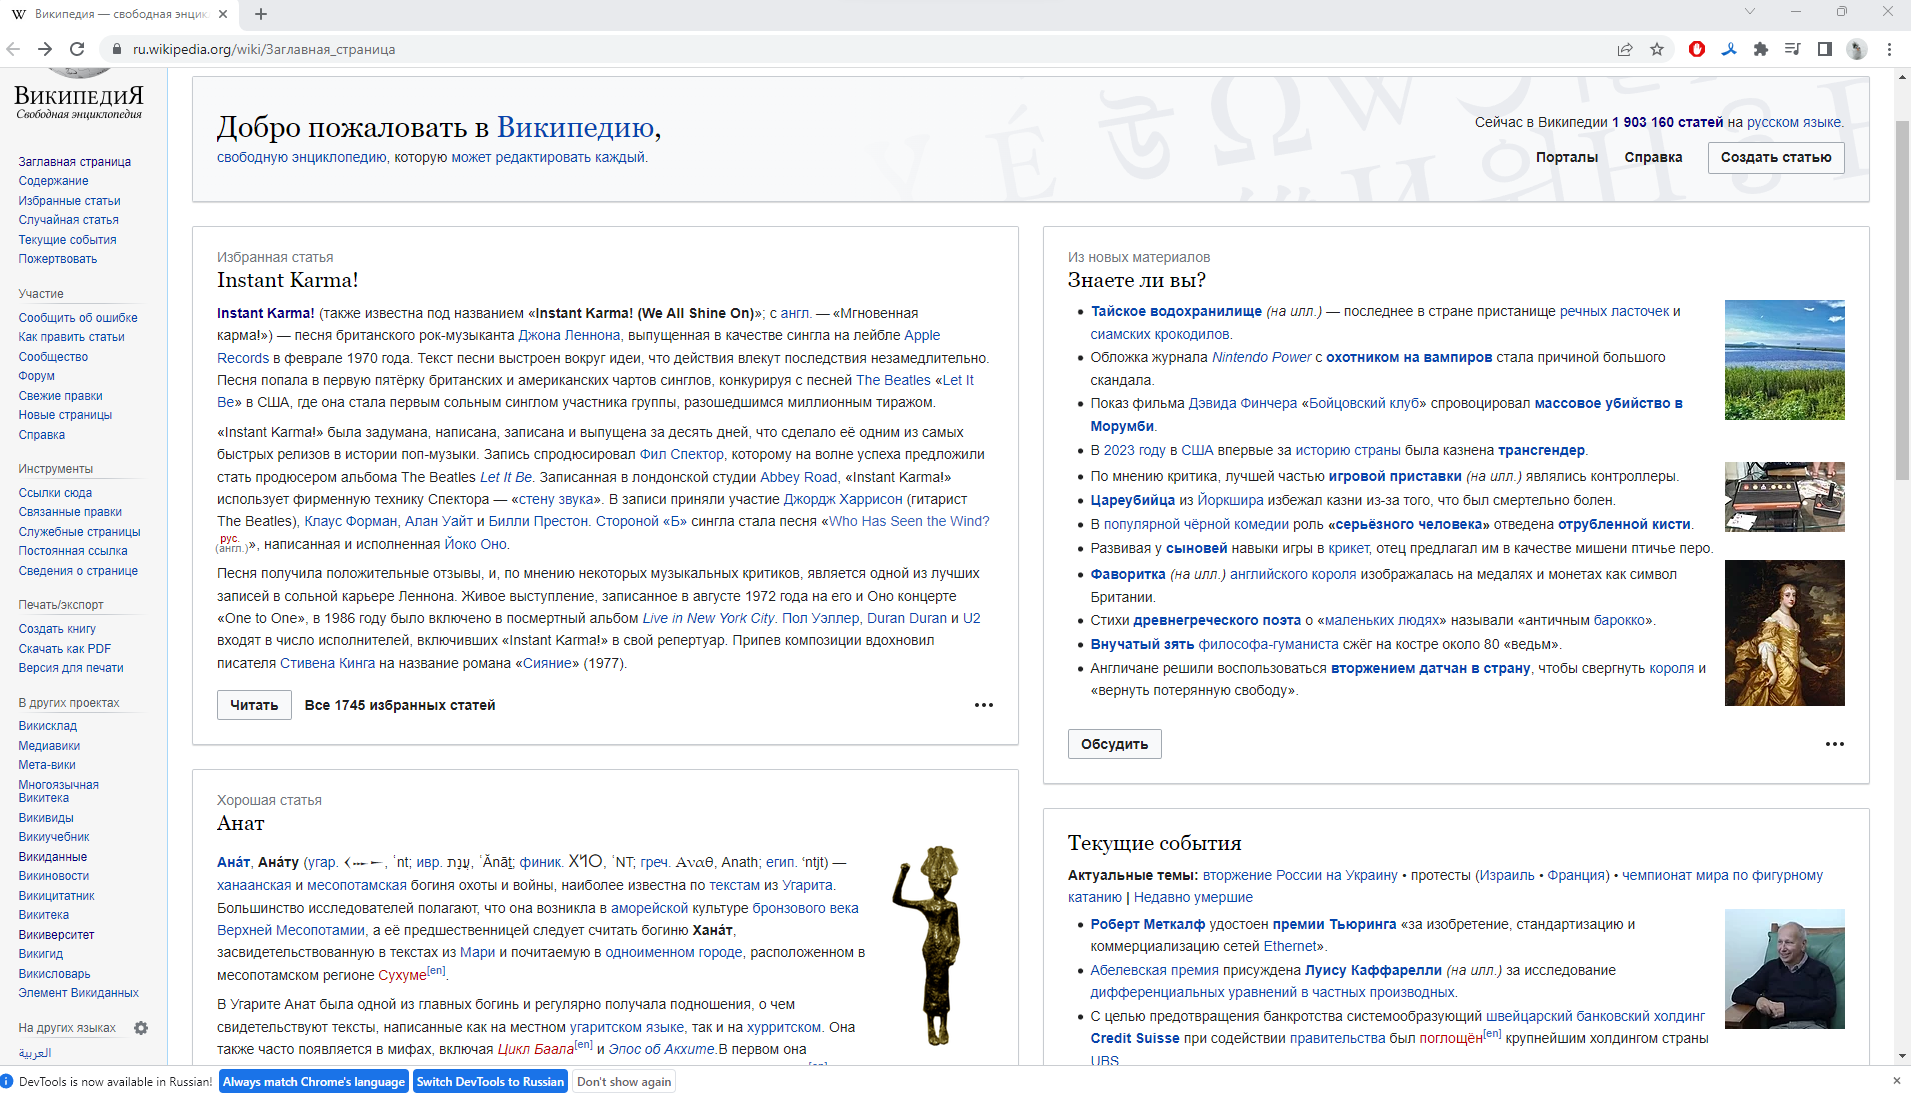 Википедия — свободная энцик
ru.wikipedia.org/wiki/Заглавная_страница
ВикипедиЯ
Свободная энциклопедия
Заглавная страница
Содержание
Избранные статьи
Случайная статья
Текущие события
Пожертвовать
Участие
Сообщить об ошибке
Как править статьи
Сообщество
Форум
Свежие правки
Новые страницы
Справка
Инструменты
Ссылки сюда
Связанные правки
Служебные страницы
Постоянная ссылка
Сведения о странице
Печать/экспорт
Создать книгу
Скачать как PDF
Версия для печати
В других проектах
Викисклад
Медиавики
Мета-вики
Многоязычная
Викитека
Викивиды
Викиучебник
Викиданные
Викиновости
Викицитатник
Викитека
Викиверситет
Викигид
Викисловарь
Элемент Викиданных
На других языках
العربية
Добро пожаловать в Википедию,
свободную энциклопедию, которую может редактировать каждый.
Сейчас в Википедии 1 903 160 статей на русском языке.
Порталы Справка Создать статью
Избранная статья
Instant Karma!
Instant Karma! (также известна под названием «Instant Karma! (We All Shine On)»; с англ. — «Мгновенная
карма!») — песня британского рок-музыканта Джона Леннона, выпущенная в качестве сингла на лейбле Apple
Records в феврале 1970 года. Текст песни выстроен вокруг идеи, что действия влекут последствия незамедлительно.
Песня попала в первую пятёрку британских и американских чартов синглов, конкурируя с песней The Beatles «Let It
Be» в США, где она стала первым сольным синглом участника группы, разошедшимся миллионным тиражом.
«Instant Karma!» была задумана, написана, записана и выпущена за десять дней, что сделало её одним из самых
быстрых релизов в истории поп-музыки. Запись спродюсировал Фил Спектор, которому на волне успеха предложили
стать продюсером альбома The Beatles Let It Be. Записанная в лондонской студии Abbey Road, «Instant Karma!»
использует фирменную технику Спектора — «стену звука». В записи приняли участие Джордж Харрисон (гитарист
The Beatles), Клаус Форман, Алан Уайт и Билли Престон. Стороной «Б» сингла стала песня «Who Has Seen the Wind?
рус.
(англ.)», написанная и исполненная Йоко Оно.
Песня получила положительные отзывы, и, по мнению некоторых музыкальных критиков, является одной из лучших
записей в сольной карьере Леннона. Живое выступление, записанное в августе 1972 года на его и Оно концерте
«One to One», в 1986 году было включено в посмертный альбом Live in New York City. Пол Уэллер, Duran Duran и U2
входят в число исполнителей, включивших «Instant Karma!» в свой репертуар. Припев композиции вдохновил
писателя Стивена Кинга на название романа «Сияние» (1977).
Читать Все 1745 избранных статей
Хорошая статья
Анат
Ана́т, Ана́ту (угар. , ʿnt; ивр. עֲנָת, ʿĂnāṯ; финик. , ʿNT; греч. Αναθ, Anath; егип. ʿntjt) —
ханаанская и месопотамская богиня охоты и войны, наиболее известна по текстам из Угарита.
Большинство исследователей полагают, что она возникла в аморейской культуре бронзового века
Верхней Месопотамии, а её предшественницей следует считать богиню Хана́т,
засвидетельствованную в текстах из Мари и почитаемую в одноименном городе, расположенном в
месопотамском регионе Сухуме[en].
В Угарите Анат была одной из главных богинь и регулярно получала подношения, о чем
свидетельствуют тексты, написанные как на местном угаритском языке, так и на хурритском. Она
также часто появляется в мифах, включая Цикл Баала[en] и Эпос об Акхите.В первом она
Из новых материалов
Знаете ли вы?
Тайское водохранилище (на илл.) — последнее в стране пристанище речных ласточек и
сиамских крокодилов.
Обложка журнала Nintendo Power с охотником на вампиров стала причиной большого
скандала.
Показ фильма Дэвида Финчера «Бойцовский клуб» спровоцировал массовое убийство в
Морумби.
В 2023 году в США впервые за историю страны была казнена трансгендер.
По мнению критика, лучшей частью игровой приставки (на илл.) являлись контроллеры.
Цареубийца из Йоркшира избежал казни из-за того, что был смертельно болен.
В популярной чёрной комедии роль «серьёзного человека» отведена отрубленной кисти.
Развивая у сыновей навыки игры в крикет, отец предлагал им в качестве мишени птичье перо.
Фаворитка (на илл.) английского короля изображалась на медалях и монетах как символ
Британии.
Стихи древнегреческого поэта о «маленьких людях» называли «античным барокко».
Внучатый зять философа-гуманиста сжёг на костре около 80 «ведьм».
Англичане решили воспользоваться вторжением датчан в страну, чтобы свергнуть короля и
«вернуть потерянную свободу».
Обсудить
Текущие события
Актуальные темы: вторжение России на Украину • протесты (Израиль • Франция) • чемпионат мира по фигурному
катанию | Недавно умершие
Роберт Меткалф удостоен премии Тьюринга «за изобретение, стандартизацию и
коммерциализацию сетей Ethernet».
Абелевская премия присуждена Луису Каффарелли (на илл.) за исследование
дифференциальных уравнений в частных производных.
С целью предотвращения банкротства системообразующий швейцарский банковский холдинг
Credit Suisse при содействии правительства был поглощён[en] крупнейшим холдингом страны
UBS
DevTools is now available in Russian! Always match Chrome's language Switch DevTools to Russian Don't show again